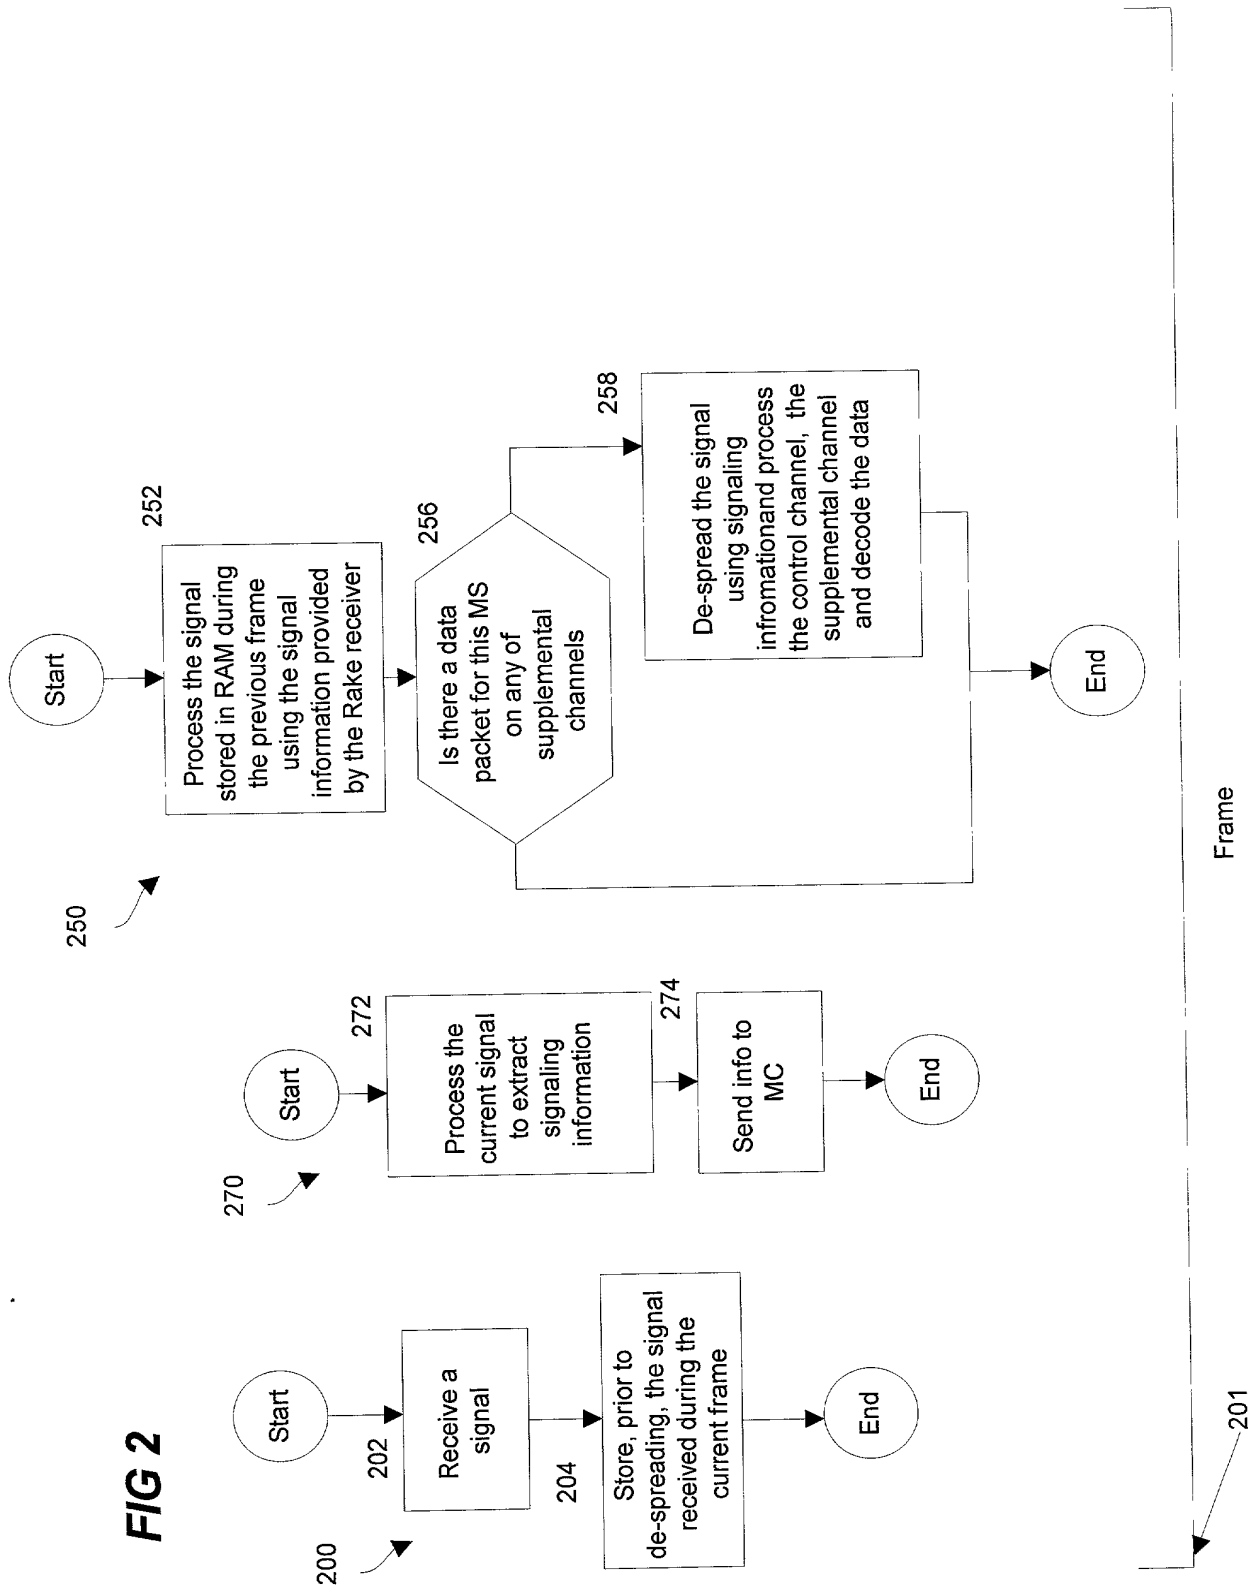 FIG 2
200
Start
202
Receive a
signal
204
Store, prior to
de-spreading, the signal
received during the
current frame
End
270
Start
272
Process the
current signal
to extract
signaling
information
274
Send info to
MC
End
250
Start
252
Process the signal
stored in RAM during
the previous frame
using the signal
information provided
by the Rake receiver
256
Is there a data
packet for this MS
on any of
supplemental
channels
258
De-spread the signal
using signaling
infromationand process
the control channel, the
supplemental channel
and decode the data
End
201
Frame